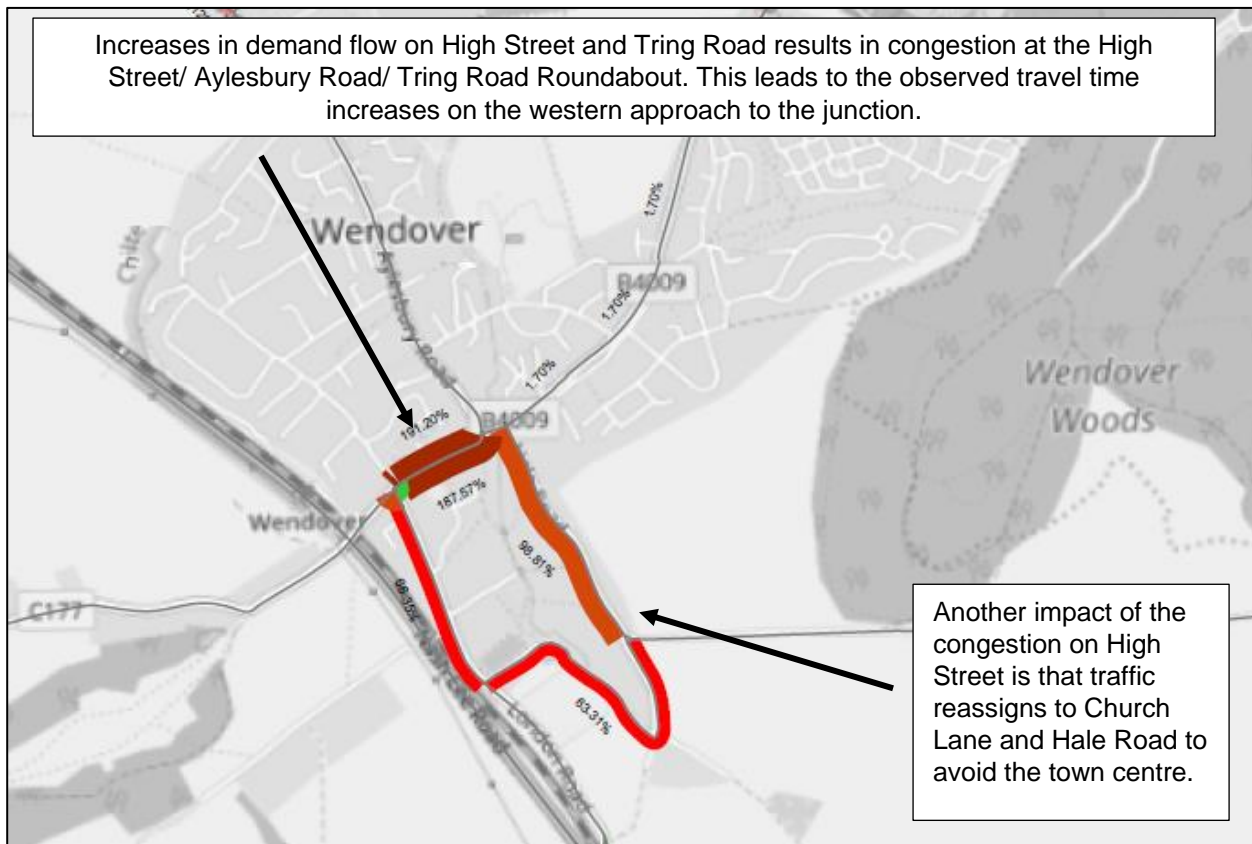 Increases in demand flow on High Street and Tring Road results in congestion at the High
Street/ Aylesbury Road/ Tring Road Roundabout. This leads to the observed travel time
increases on the western approach to the junction.
Wendover
Chilte
Aylesbury Road
1.70%
B4009
1.70%
1.70%
Wendover
Woods
B4009
191.20%
187.57%
Wendover
98.81%
C177
66.35%
London Road
63.31%
Another impact of the
congestion on High
Street is that traffic
reassigns to Church
Lane and Hale Road to
avoid the town centre.